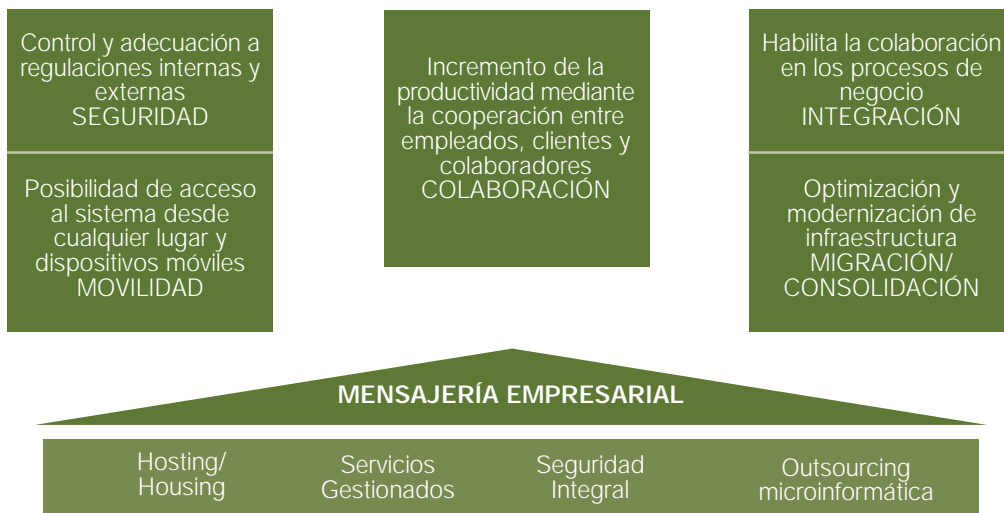 Control y adecuación a
regulaciones internas y
externas
SEGURIDAD
Posibilidad de acceso
al sistema desde
cualquier lugar y
dispositivos móviles
MOVILIDAD
Incremento de la
productividad mediante
la cooperación entre
empleados, clientes y
colaboradores
COLABORACIÓN
Habilita la colaboración
en los procesos de
negocio
INTEGRACIÓN
Optimización y
modernización de
infraestructura
MIGRACIÓN/
CONSOLIDACIÓN
MENSAJERÍA EMPRESARIAL
Hosting/
Housing
Servicios
Gestionados
Seguridad
Integral
Outsourcing
microinformática